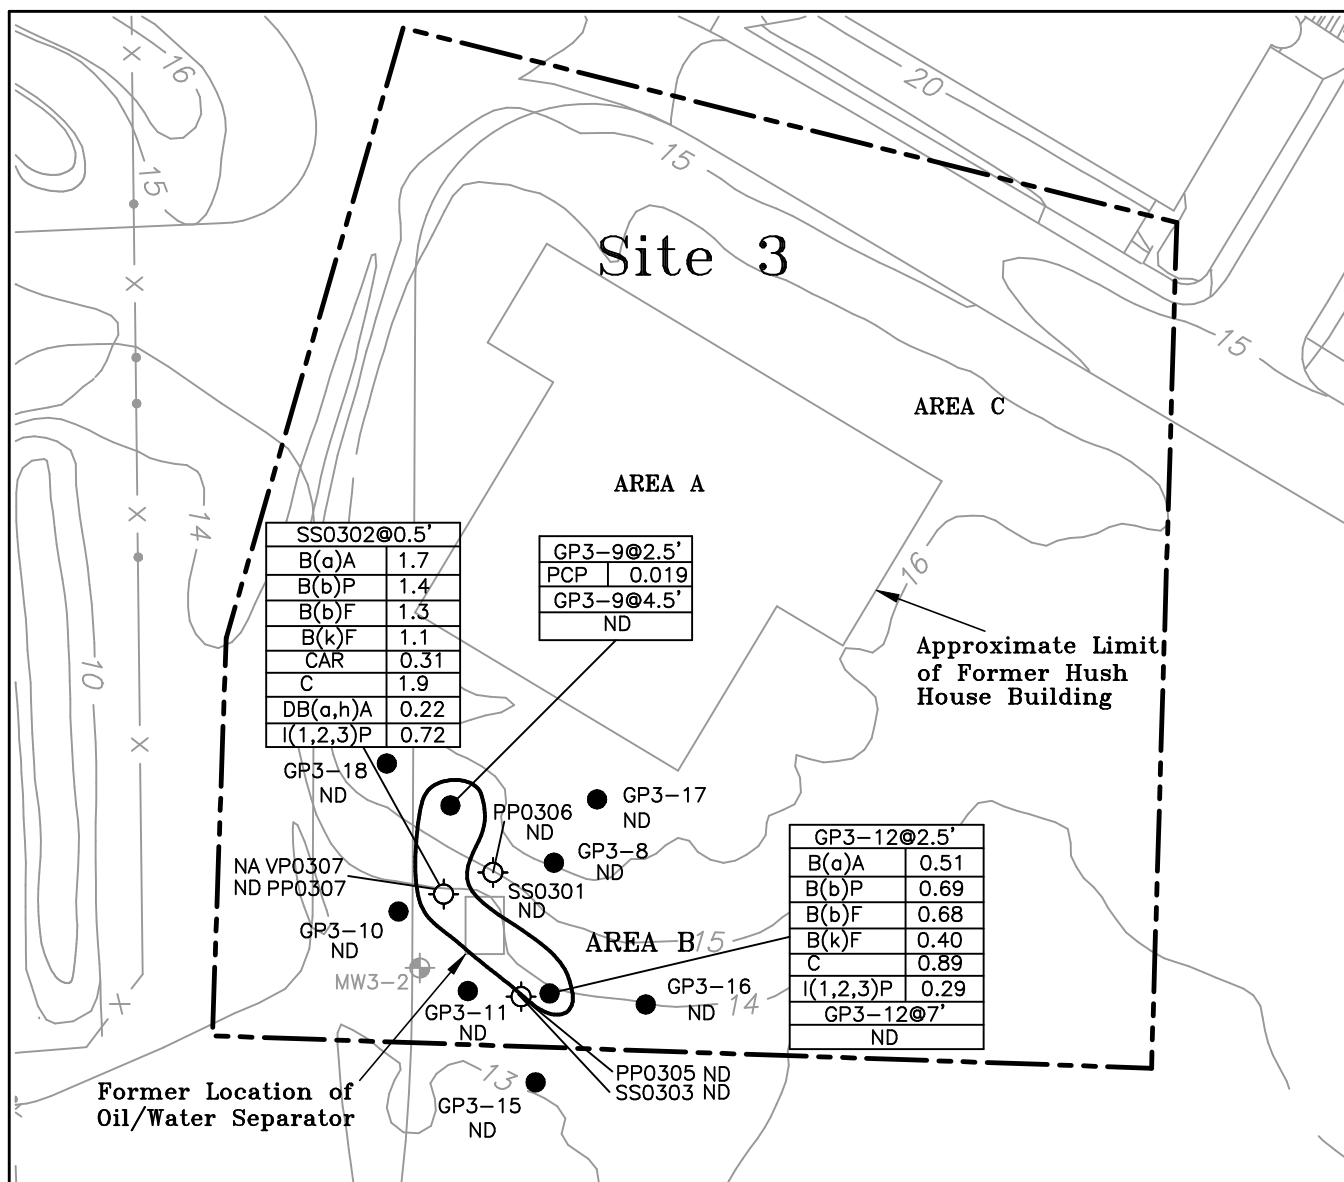 X
16
20
15
15
Site 3
X
15
AREA C
AREA A
X
14
16
SS0302@0.5'
B(a)A 1.7
B(b)P 1.4
B(b)F 1.3
B(k)F 1.1
CAR 0.31
C 1.9
DB(a,h)A 0.22
I(1,2,3)P 0.72
GP3-9@2.5'
PCP 0.019
GP3-9@4.5'
ND
Approximate Limit
of Former Hush
House Building
10
X
GP3-18
ND
GP3-17
ND
PP0306
ND
GP3-8
ND
NA VP0307
ND PP0307
SS0301
ND
GP3-12@2.5'
B(a)A 0.51
B(b)P 0.69
B(b)F 0.68
B(k)F 0.40
C 0.89
I(1,2,3)P 0.29
GP3-12@7'
ND
GP3-10
ND
AREA B
15
MW3-2
GP3-16
ND
14
X
GP3-11
ND
PP0305 ND
SS0303 ND
13
Former Location of
Oil/Water Separator
GP3-15
ND